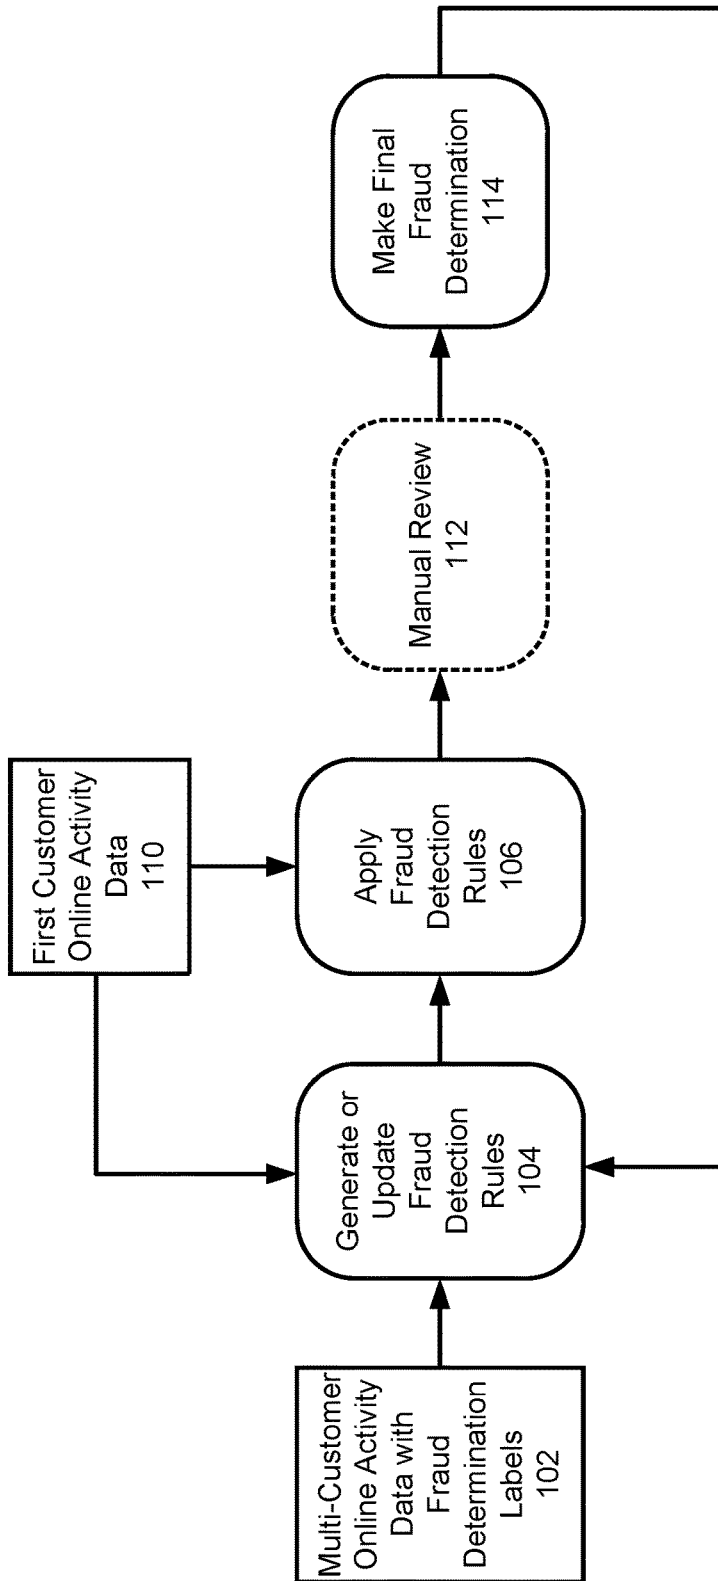 First Customer
Online Activity
Data
110
Multi-Customer
Online Activity
Data with
Fraud
Determination
Labels
102
Generate or
Update
Fraud
Detection
Rules
104
Apply
Fraud
Detection
Rules
106
Manual Review
112
Make Final
Fraud
Determination
114